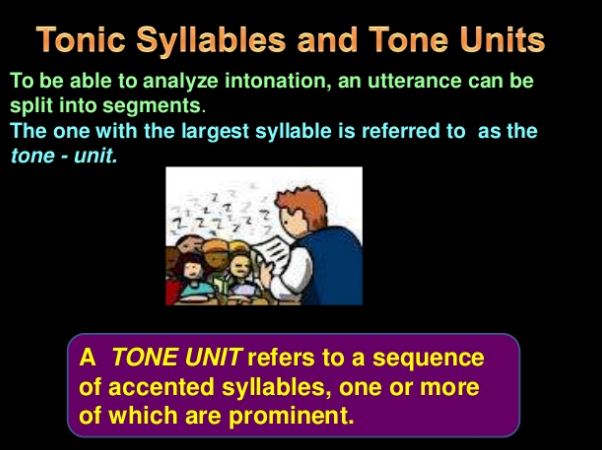 Tonic Syllables and Tone Units
To be able to analyze intonation, an utterance can be
split into segments.
The one with the largest syllable is referred to as the
tone - unit.
z z z z z z z z z z z z z
A TONE UNIT refers to a sequence
of accented syllables, one or more
of which are prominent.